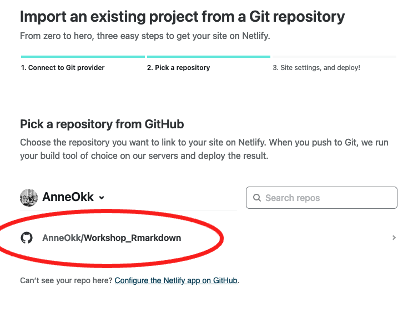 Import an existing project from a Git repository
From zero to hero, three easy steps to get your site on Netlify.
1. Connect to Git provider
2. Pick a repository
3. Site settings, and deploy!
Pick a repository from GitHub
Choose the repository you want to link to your site on Netlify. When you push to Git, we run
your build tool of choice on our servers and deploy the result.
AnneOkk
Search repos
AnneOkk/Workshop_Rmarkdown
Can't see your repo here? Configure the Netlify app on GitHub.